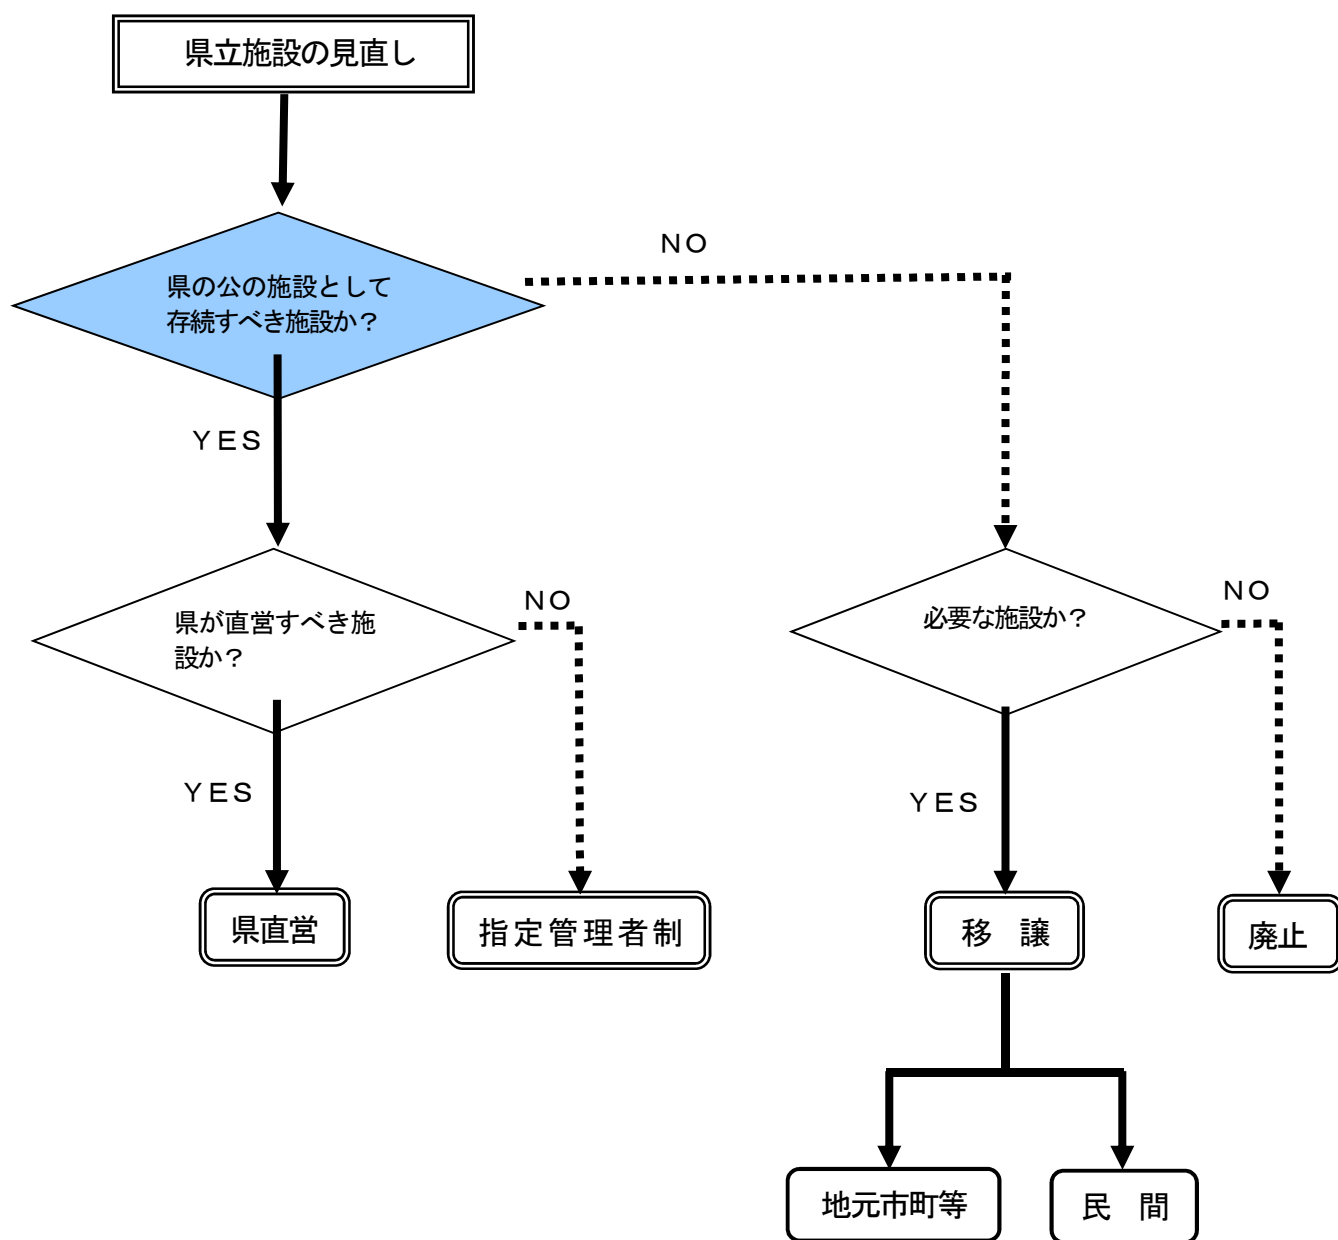 県立施設の見直し
NO
県の公の施設として
存続すべき施設か？
YES
NO
NO
県が直営すべき施
設か？
必要な施設か？
YES
YES
県直営
指定管理者制
移　譲
廃止
地元市町等
民　間